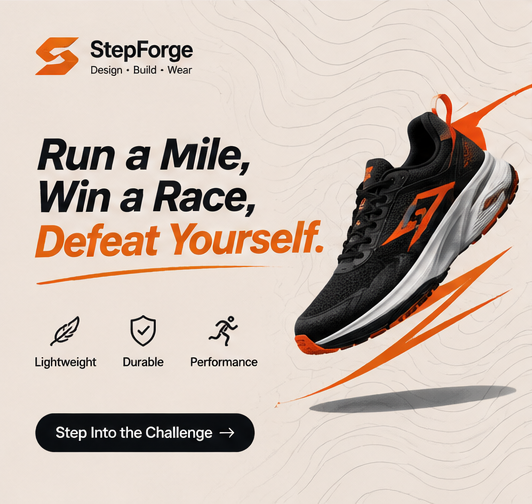 StepForge
Design • Build • Wear
Run a Mile,
Win a Race,
Defeat Yourself.
Lightweight
Durable
Performance
Step Into the Challenge →